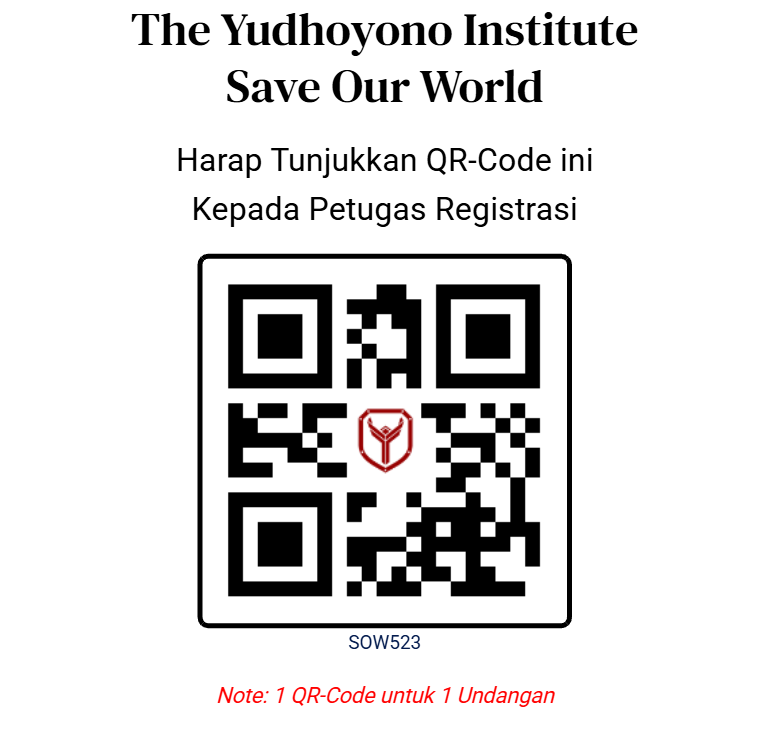 The Yudhoyono Institute
Save Our World
Harap Tunjukkan QR-Code ini
Kepada Petugas Registrasi
SOW523
Note: 1 QR-Code untuk 1 Undangan